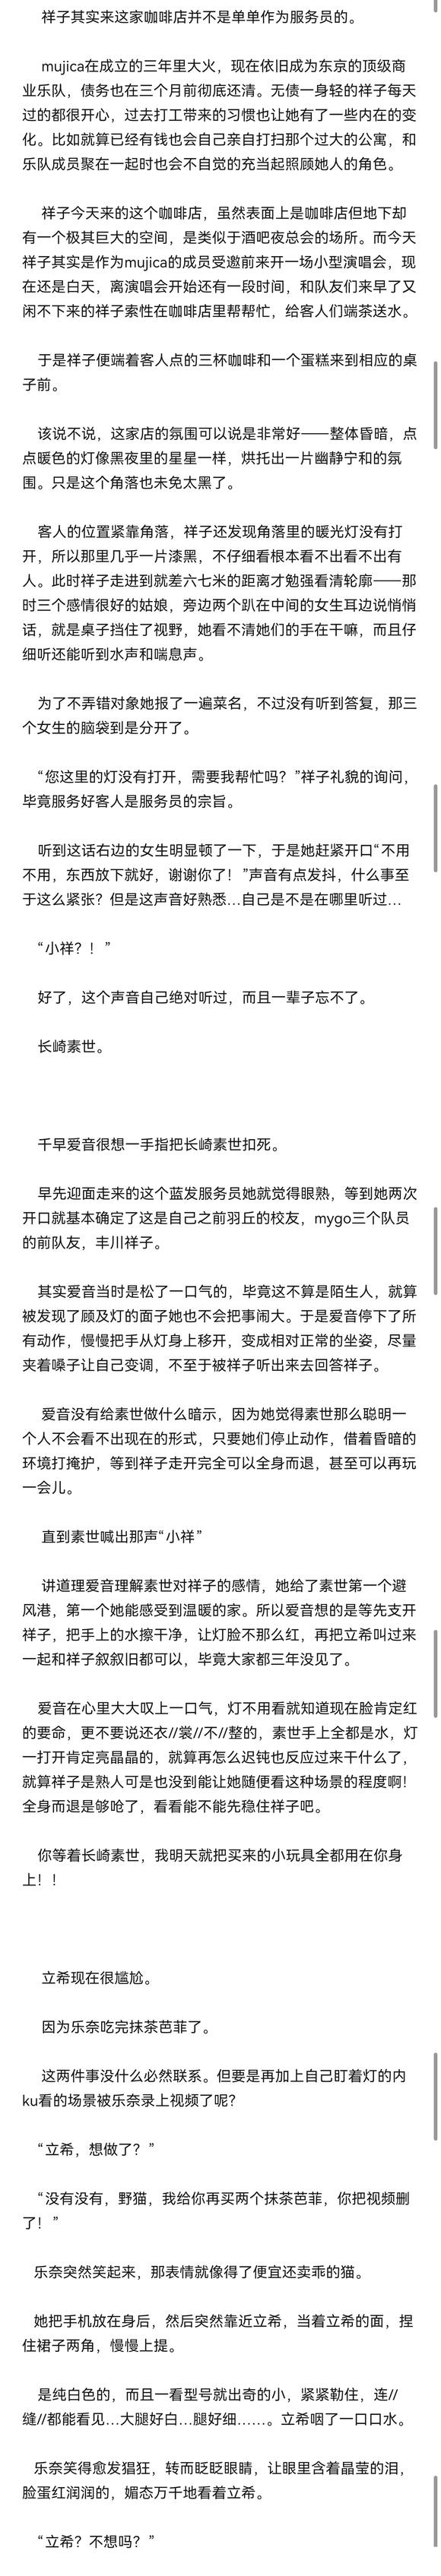 祥子其实来这家咖啡店并不是单单作为服务员的。
mujica在成立的三年里大火，现在依旧成为东京的顶级商
业乐队，债务也在三个月前彻底还清。无债一身轻的祥子每天
过的都很开心，过去打工带来的习惯也让她有了一些内在的变
化。比如就算已经有钱也会自己亲自打扫那个过大的公寓，和
乐队成员聚在一起时也会不自觉的充当起照顾她人的角色。
祥子今天来的这个咖啡店，虽然表面上是咖啡店但地下却
有一个极其巨大的空间，是类似于酒吧夜总会的场所。而今天
祥子其实是作为mujica的成员受邀前来开一场小型演唱会，现
在还是白天，离演唱会开始还有一段时间，和队友们来早了又
闲不下来的祥子索性在咖啡店里帮帮忙，给客人们端茶送水。
于是祥子便端着客人点的三杯咖啡和一个蛋糕来到相应的桌
子前。
该说不说，这家店的氛围可以说是非常好——整体昏暗，点
点暖色的灯像黑夜里的星星一样，烘托出一片幽静宁和的氛
围。只是这个角落也未免太黑了。
客人的位置紧靠角落，祥子还发现角落里的暖光灯没有打
开，所以那里几乎一片漆黑，不仔细看根本看不出看不出有
人。此时祥子走进到就差六七米的距离才勉强看清轮廓——那
时三个感情很好的姑娘，旁边两个趴在中间的女生耳边说悄悄
话，就是桌子挡住了视野，她看不清她们的手在干嘛，而且仔
细听还能听到水声和喘息声。
为了不弄错对象她报了一遍菜名，不过没有听到答复，那三
个女生的脑袋到是分开了。
“您这里的灯没有打开，需要我帮忙吗？”祥子礼貌的询问，
毕竟服务好客人是服务员的宗旨。
听到这话右边的女生明显顿了一下，于是她赶紧开口“不用
不用，东西放下就好，谢谢你了！”声音有点发抖，什么事至
于这么紧张？但是这声音好熟悉…自己是不是在哪里听过…
“小祥？！”
好了，这个声音自己绝对听过，而且一辈子忘不了。
长崎素世。
千早爱音很想一手指把长崎素世扣死。
早先迎面走来的这个蓝发服务员她就觉得眼熟，等到她两次
开口就基本确定了这是自己之前羽丘的校友，mygo三个队员
的前队友，丰川祥子。
其实爱音当时是松了一口气的，毕竟这不算是陌生人，就算
被发现了顾及灯的面子她也不会把事闹大。于是爱音停下了所
有动作，慢慢把手从灯身上移开，变成相对正常的坐姿，尽量
夹着嗓子让自己变调，不至于被祥子听出来去回答祥子。
爱音没有给素世做什么暗示，因为她觉得素世那么聪明一
个人不会看不出现在的形式，只要她们停止动作，借着昏暗的
环境打掩护，等到祥子走开完全可以全身而退，甚至可以再玩
一会儿。
直到素世喊出那声“小祥”
讲道理爱音理解素世对祥子的感情，她给了素世第一个避
风港，第一个她能感受到温暖的家。所以爱音想的是等先支开
祥子，把手上的水擦干净，让灯脸不那么红，再把立希叫过来
一起和祥子叙叙旧都可以，毕竟大家都三年没见了。
爱音在心里大大叹上一口气，灯不用看就知道现在脸肯定红
的要命，更不要说还衣//裳//不//整的，素世手上全都是水，灯
一打开肯定亮晶晶的，就算再怎么迟钝也反应过来干什么了，
就算祥子是熟人可是也没到能让她随便看这种场景的程度啊！
全身而退是够呛了，看看能不能先稳住祥子吧。
你等着长崎素世，我明天就把买来的小玩具全都用在你身
上！！
立希现在很尴尬。
因为乐奈吃完抹茶芭菲了。
这两件事没什么必然联系。但要是再加上自己盯着灯的内
ku看的场景被乐奈录上视频了呢？
“立希，想做了？”
“没有没有，野猫，我给你再买两个抹茶芭菲，你把视频删
了！”
乐奈突然笑起来，那表情就像得了便宜还卖乖的猫。
她把手机放在身后，然后突然靠近立希，当着立希的面，捏
住裙子两角，慢慢上提。
是纯白色的，而且一看型号就出奇的小，紧紧勒住，连//
缝//都能看见…大腿好白…腿好细……。立希咽了一口口水。
乐奈笑得愈发猖狂，转而眨眨眼睛，让眼里含着晶莹的泪，
脸蛋红润润的，媚态万千地看着立希。
“立希？不想吗？”